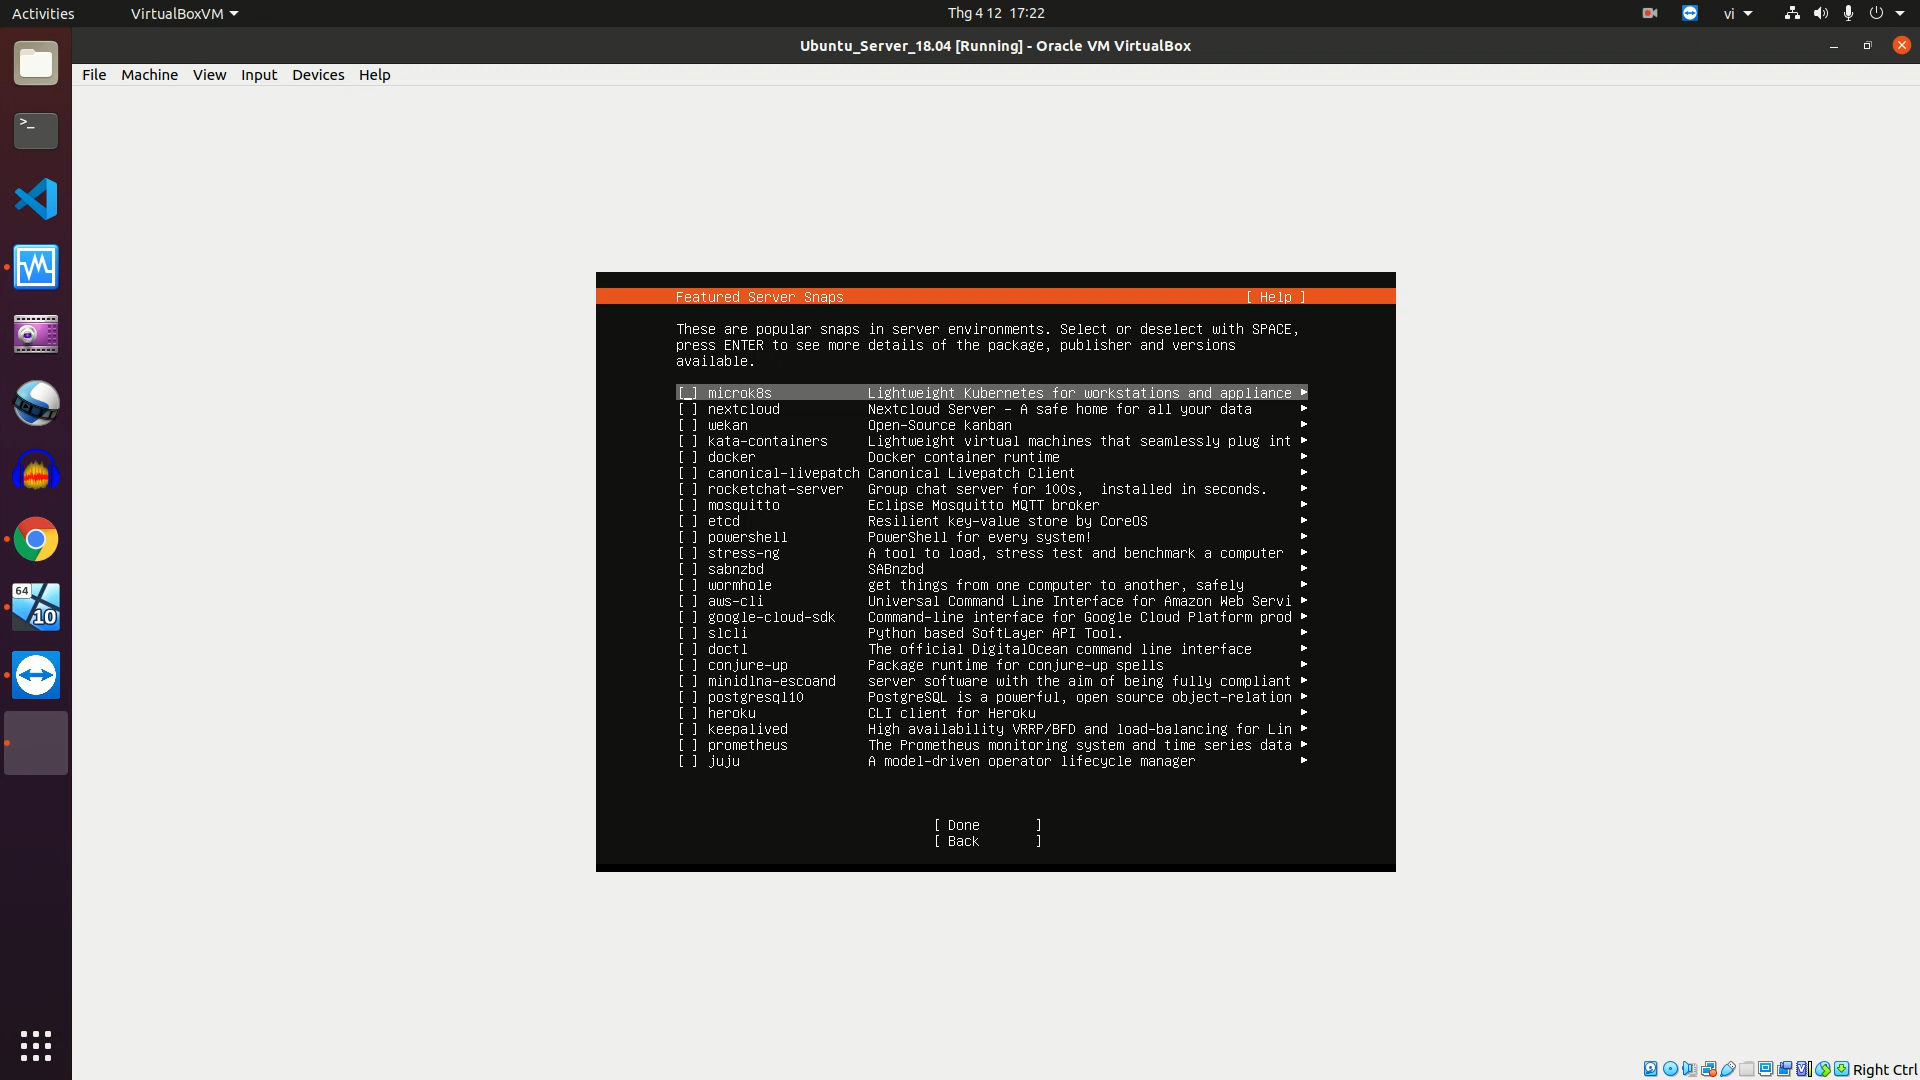 Activities
VirtualBoxVM
Thg 4 12 17:22
vi
Ubuntu_Server_18.04 [Running] - Oracle VM VirtualBox
File Machine View Input Devices Help
>_
64
10
Featured Server Snaps [ Help ]
These are popular snaps in server environments. Select or deselect with SPACE,
press ENTER to see more details of the package, publisher and versions
available.
[_] microk8s Lightweight Kubernetes for workstations and appliance ►
[ ] nextcloud Nextcloud Server - A safe home for all your data ►
[ ] wekan Open-Source kanban ►
[ ] kata-containers Lightweight virtual machines that seamlessly plug int ►
[ ] docker Docker container runtime ►
[ ] canonical-livepatch Canonical Livepatch Client ►
[ ] rocketchat-server Group chat server for 100s, installed in seconds. ►
[ ] mosquitto Eclipse Mosquitto MQTT broker ►
[ ] etcd Resilient key-value store by CoreOS ►
[ ] powershell PowerShell for every system! ►
[ ] stress-ng A tool to load, stress test and benchmark a computer ►
[ ] sabnzbd SABnzbd ►
[ ] wormhole get things from one computer to another, safely ►
[ ] aws-cli Universal Command Line Interface for Amazon Web Servi ►
[ ] google-cloud-sdk Command-line interface for Google Cloud Platform prod ►
[ ] slcli Python based SoftLayer API Tool. ►
[ ] doctl The official DigitalOcean command line interface ►
[ ] conjure-up Package runtime for conjure-up spells ►
[ ] minidlna-escoand server software with the aim of being fully compliant ►
[ ] postgresql10 PostgreSQL is a powerful, open source object-relation ►
[ ] heroku CLI client for Heroku ►
[ ] keepalived High availability VRRP/BFD and load-balancing for Lin ►
[ ] prometheus The Prometheus monitoring system and time series data ►
[ ] juju A model-driven operator lifecycle manager ►
[ Done ]
[ Back ]
Right Ctrl